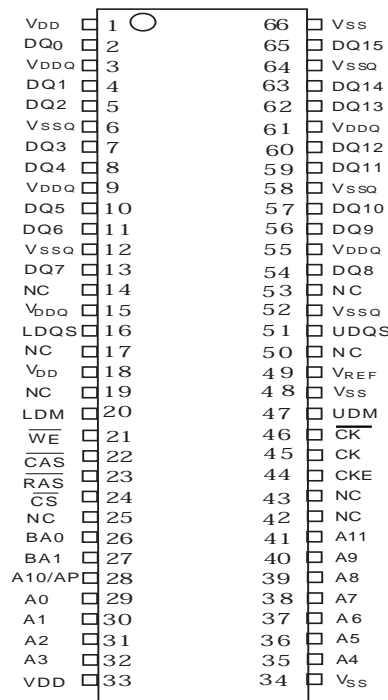 VDD 1 66 VSS
DQ0 2 65 DQ15
VDDQ 3 64 VSSQ
DQ1 4 63 DQ14
DQ2 5 62 DQ13
VSSQ 6 61 VDDQ
DQ3 7 60 DQ12
DQ4 8 59 DQ11
VDDQ 9 58 VSSQ
DQ5 10 57 DQ10
DQ6 11 56 DQ9
VSSQ 12 55 VDDQ
DQ7 13 54 DQ8
NC 14 53 NC
VDDQ 15 52 VSSQ
LDQS 16 51 UDQS
NC 17 50 NC
VDD 18 49 VREF
NC 19 48 VSS
LDM 20 47 UDM
WE 21 46 CK
CAS 22 45 CK
RAS 23 44 CKE
CS 24 43 NC
NC 25 42 NC
BA0 26 41 A11
BA1 27 40 A9
A10/AP 28 39 A8
A0 29 38 A7
A1 30 37 A6
A2 31 36 A5
A3 32 35 A4
VDD 33 34 VSS